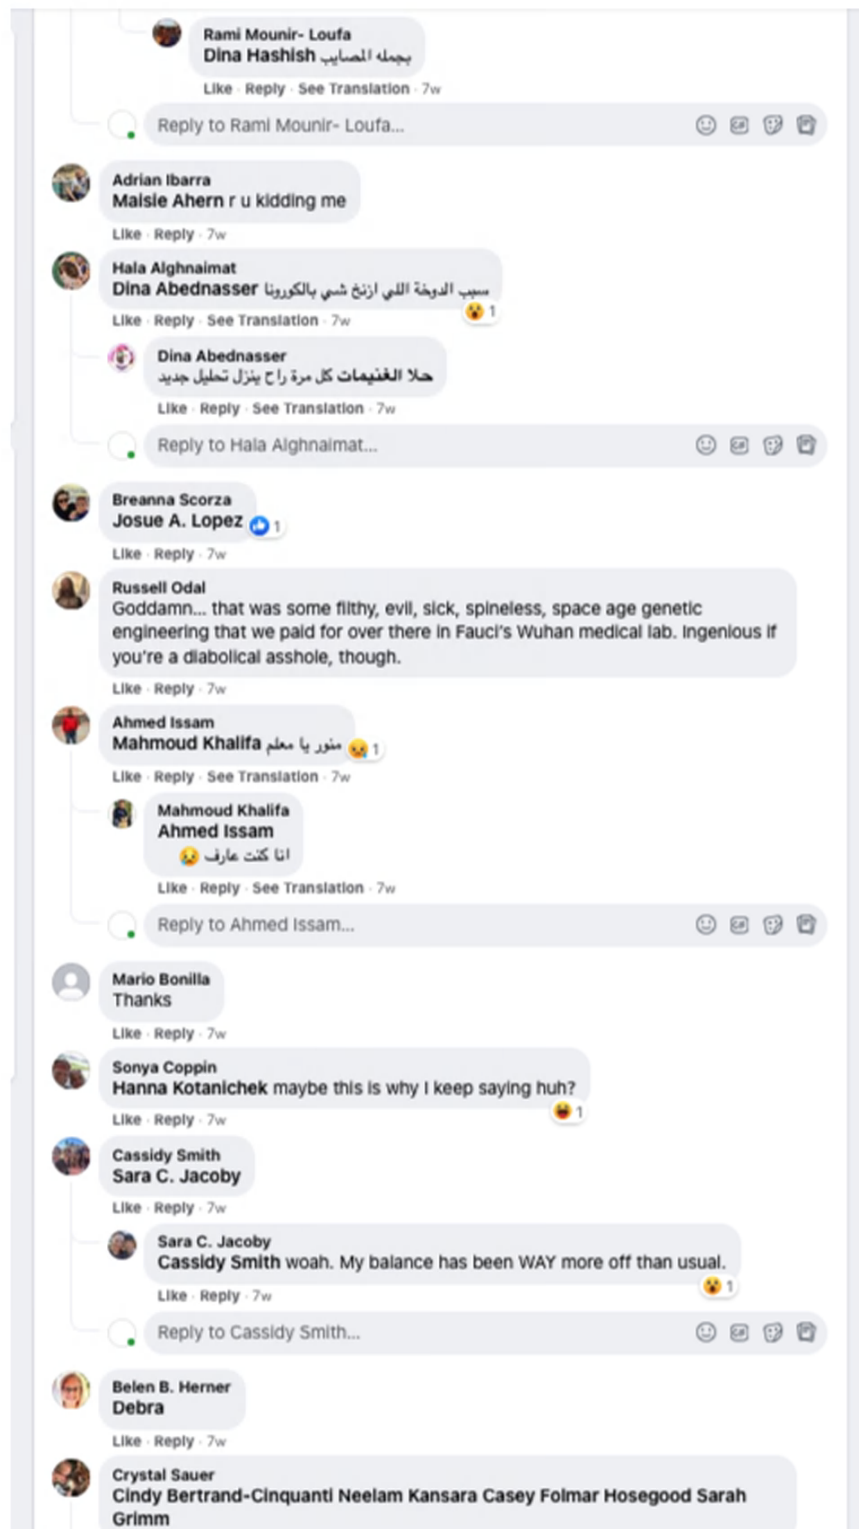 Rami Mounir- Loufa
Dina Hashish بجمله المصايب
Like · Reply · See Translation · 7w
Reply to Rami Mounir- Loufa...
Adrian Ibarra
Maisie Ahern r u kidding me
Like · Reply · 7w
Hala Alghnaimat
Dina Abednasser سبب الدوخة اللي ازنخ شي بالكورونا
1
Like · Reply · See Translation · 7w
Dina Abednasser
حلا الغنيمات كل مرة راح ينزل تحليل جديد
Like · Reply · See Translation · 7w
Reply to Hala Alghnaimat...
Breanna Scorza
Josue A. Lopez
1
Like · Reply · 7w
Russell Odal
Goddamn... that was some filthy, evil, sick, spineless, space age genetic
engineering that we paid for over there in Fauci's Wuhan medical lab. Ingenious if
you're a diabolical asshole, though.
Like · Reply · 7w
Ahmed Issam
Mahmoud Khalifa منور يا معلم
1
Like · Reply · See Translation · 7w
Mahmoud Khalifa
Ahmed Issam
انا كنت عارف 😢
Like · Reply · See Translation · 7w
Reply to Ahmed Issam...
Mario Bonilla
Thanks
Like · Reply · 7w
Sonya Coppin
Hanna Kotanichek maybe this is why I keep saying huh?
1
Like · Reply · 7w
Cassidy Smith
Sara C. Jacoby
Like · Reply · 7w
Sara C. Jacoby
Cassidy Smith woah. My balance has been WAY more off than usual.
1
Like · Reply · 7w
Reply to Cassidy Smith...
Belen B. Herner
Debra
Like · Reply · 7w
Crystal Sauer
Cindy Bertrand-Cinquanti Neelam Kansara Casey Folmar Hosegood Sarah
Grimm